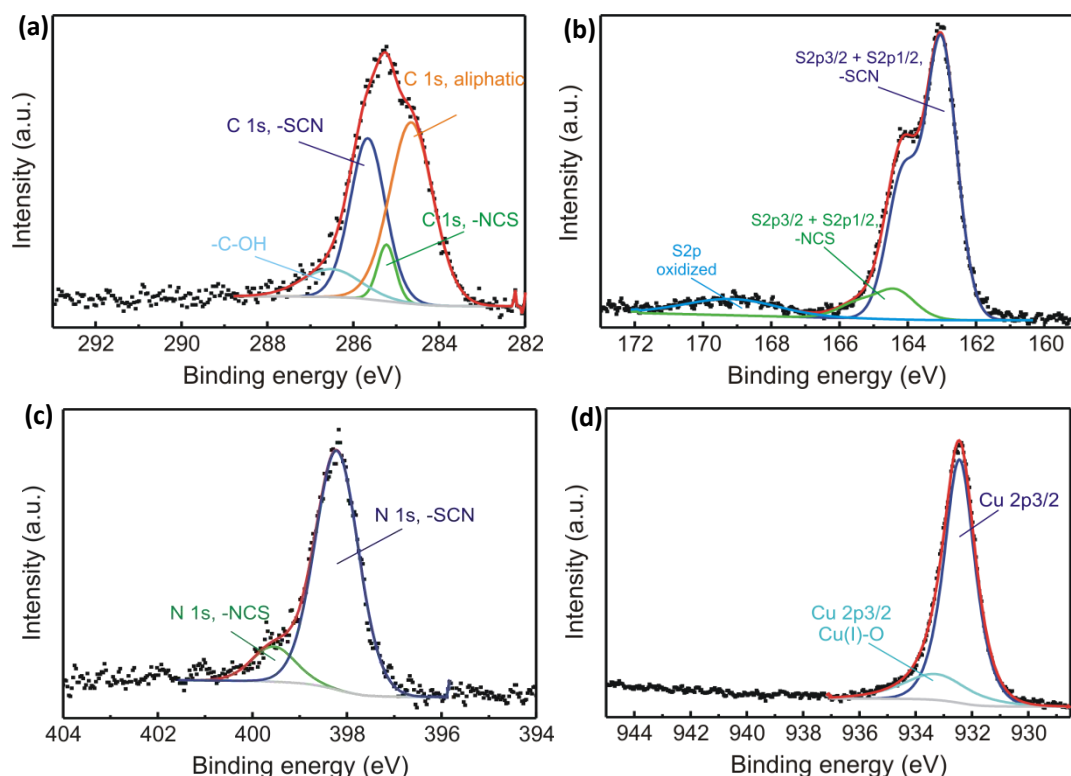 (a)
Intensity (a.u.)
C 1s, aliphatic
C 1s, -SCN
C 1s, -NCS
-C-OH
292 290 288 286 284 282
Binding energy (eV)
(b)
Intensity (a.u.)
S2p3/2 + S2p1/2,
-SCN
S2p3/2 + S2p1/2,
-NCS
S2p
oxidized
172 170 168 166 164 162 160
Binding energy (eV)
(c)
Intensity (a.u.)
N 1s, -SCN
N 1s, -NCS
404 402 400 398 396 394
Binding energy (eV)
(d)
Intensity (a.u.)
Cu 2p3/2
Cu 2p3/2
Cu(I)-O
944 942 940 938 936 934 932 930
Binding energy (eV)